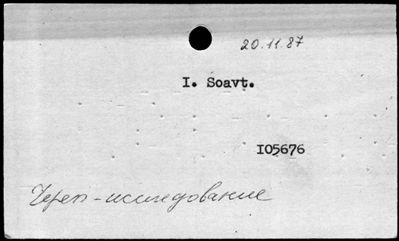 20.11.87
I. Soavt.
I05676
Череп-исследование